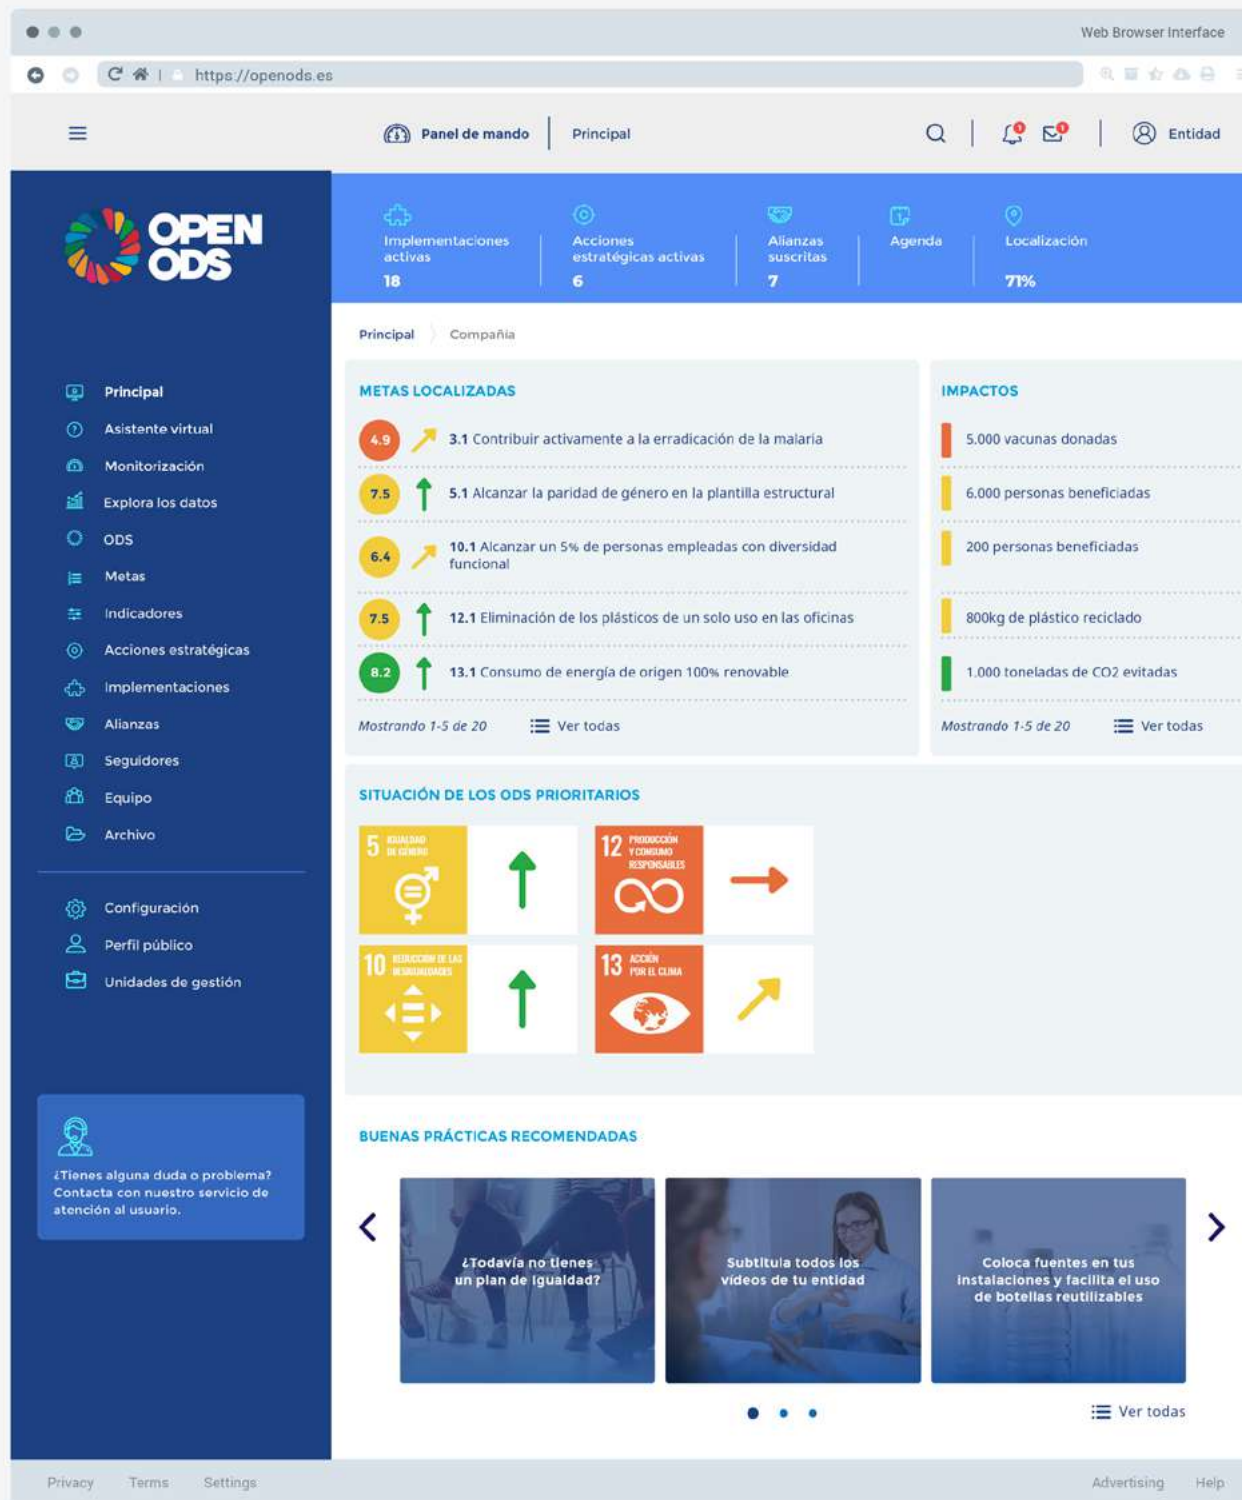 Web Browser Interface
https://openods.es
Panel de mando
Principal
1
1
Entidad
OPEN
ODS
Implementaciones
activas
18
Acciones
estratégicas activas
6
Alianzas
suscritas
7
1
Agenda
Localización
71%
Principal
Compañía
Principal
Asistente virtual
Monitorización
Explora los datos
ODS
Metas
Indicadores
Acciones estratégicas
Implementaciones
Alianzas
Seguidores
Equipo
Archivo
Configuración
Perfil público
Unidades de gestión
¿Tienes alguna duda o problema?
Contacta con nuestro servicio de
atención al usuario.
METAS LOCALIZADAS
4.9 3.1 Contribuir activamente a la erradicación de la malaria
7.5 5.1 Alcanzar la paridad de género en la plantilla estructural
6.4 10.1 Alcanzar un 5% de personas empleadas con diversidad
funcional
7.5 12.1 Eliminación de los plásticos de un solo uso en las oficinas
8.2 13.1 Consumo de energía de origen 100% renovable
Mostrando 1-5 de 20
Ver todas
IMPACTOS
5.000 vacunas donadas
6.000 personas beneficiadas
200 personas beneficiadas
800kg de plástico reciclado
1.000 toneladas de CO2 evitadas
Mostrando 1-5 de 20
Ver todas
SITUACIÓN DE LOS ODS PRIORITARIOS
5 IGUALDAD
DE GÉNERO
12 PRODUCCIÓN
Y CONSUMO
RESPONSABLES
10 REDUCCIÓN DE LAS
DESIGUALDADES
13 ACCIÓN
POR EL CLIMA
BUENAS PRÁCTICAS RECOMENDADAS
¿Todavía no tienes
un plan de igualdad?
Subtitula todos los
vídeos de tu entidad
Coloca fuentes en tus
instalaciones y facilita el uso
de botellas reutilizables
Ver todas
Privacy
Terms
Settings
Advertising
Help